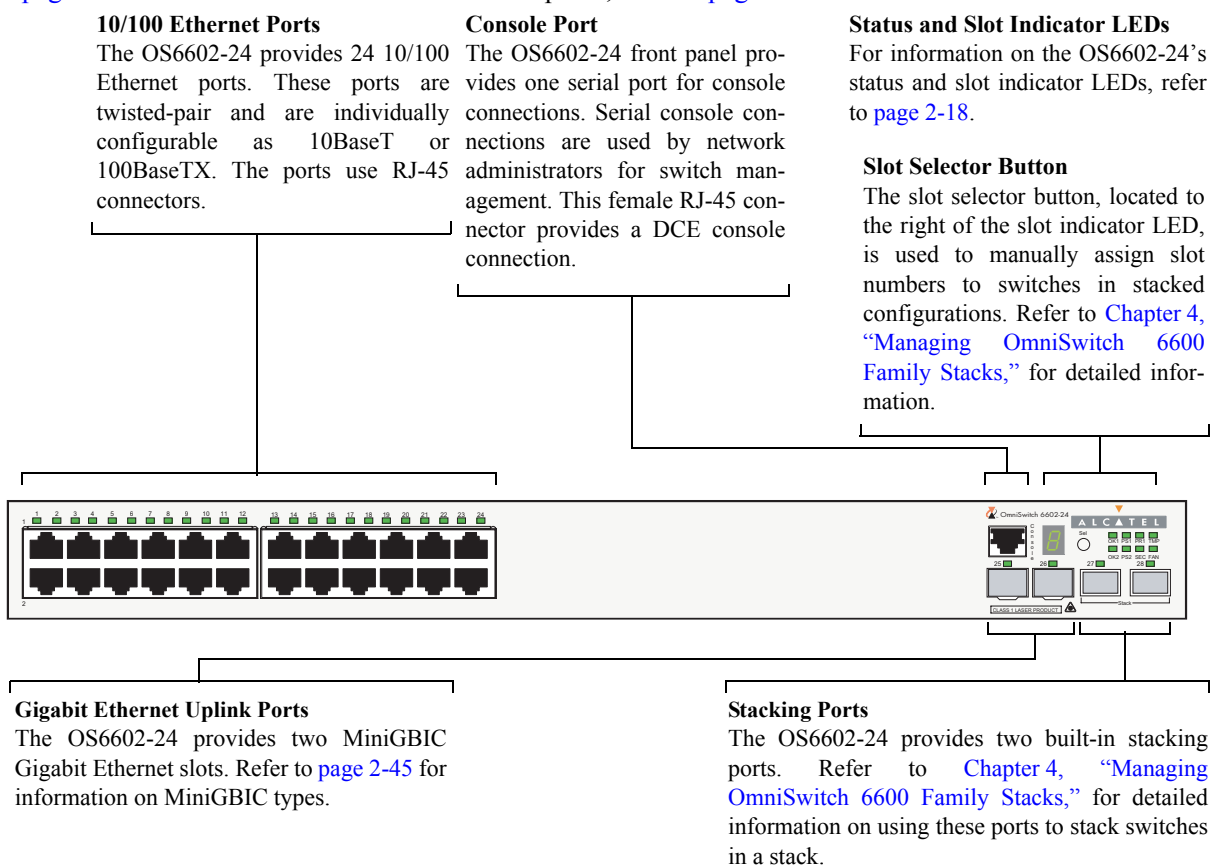 10/100 Ethernet Ports
The OS6602-24 provides 24 10/100
Ethernet ports. These ports are
twisted-pair and are individually
configurable as 10BaseT or
100BaseTX. The ports use RJ-45
connectors.
Console Port
The OS6602-24 front panel pro-
vides one serial port for console
connections. Serial console con-
nections are used by network
administrators for switch man-
agement. This female RJ-45 con-
nector provides a DCE console
connection.
Status and Slot Indicator LEDs
For information on the OS6602-24's
status and slot indicator LEDs, refer
to page 2-18.
Slot Selector Button
The slot selector button, located to
the right of the slot indicator LED,
is used to manually assign slot
numbers to switches in stacked
configurations. Refer to Chapter 4,
“Managing OmniSwitch 6600
Family Stacks,” for detailed infor-
mation.
1 2 3 4 5 6 7 8 9 10 11 12
13 14 15 16 17 18 19 20 21 22 23 24
1
2
OmniSwitch 6602-24
Console
8
ALCATEL
Sel
OK1 PS1 PR1 TMP
OK2 PS2 SEC FAN
25 26 27 28
CLASS 1 LASER PRODUCT
Stack
Gigabit Ethernet Uplink Ports
The OS6602-24 provides two MiniGBIC
Gigabit Ethernet slots. Refer to page 2-45 for
information on MiniGBIC types.
Stacking Ports
The OS6602-24 provides two built-in stacking
ports. Refer to Chapter 4, “Managing
OmniSwitch 6600 Family Stacks,” for detailed
information on using these ports to stack switches
in a stack.